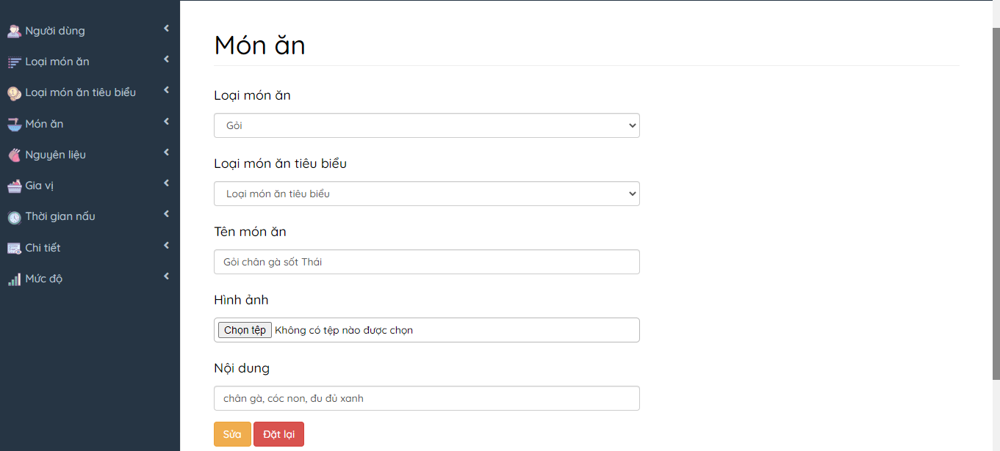 Người dùng
Loại món ăn
Loại món ăn tiêu biểu
Món ăn
Nguyên liệu
Gia vị
Thời gian nấu
Chi tiết
Mức độ
Món ăn
Loại món ăn
Gỏi
Loại món ăn tiêu biểu
Loại món ăn tiêu biểu
Tên món ăn
Gỏi chân gà sốt Thái
Hình ảnh
Chọn tệp Không có tệp nào được chọn
Nội dung
chân gà, cóc non, đu đủ xanh
Sửa Đặt lại